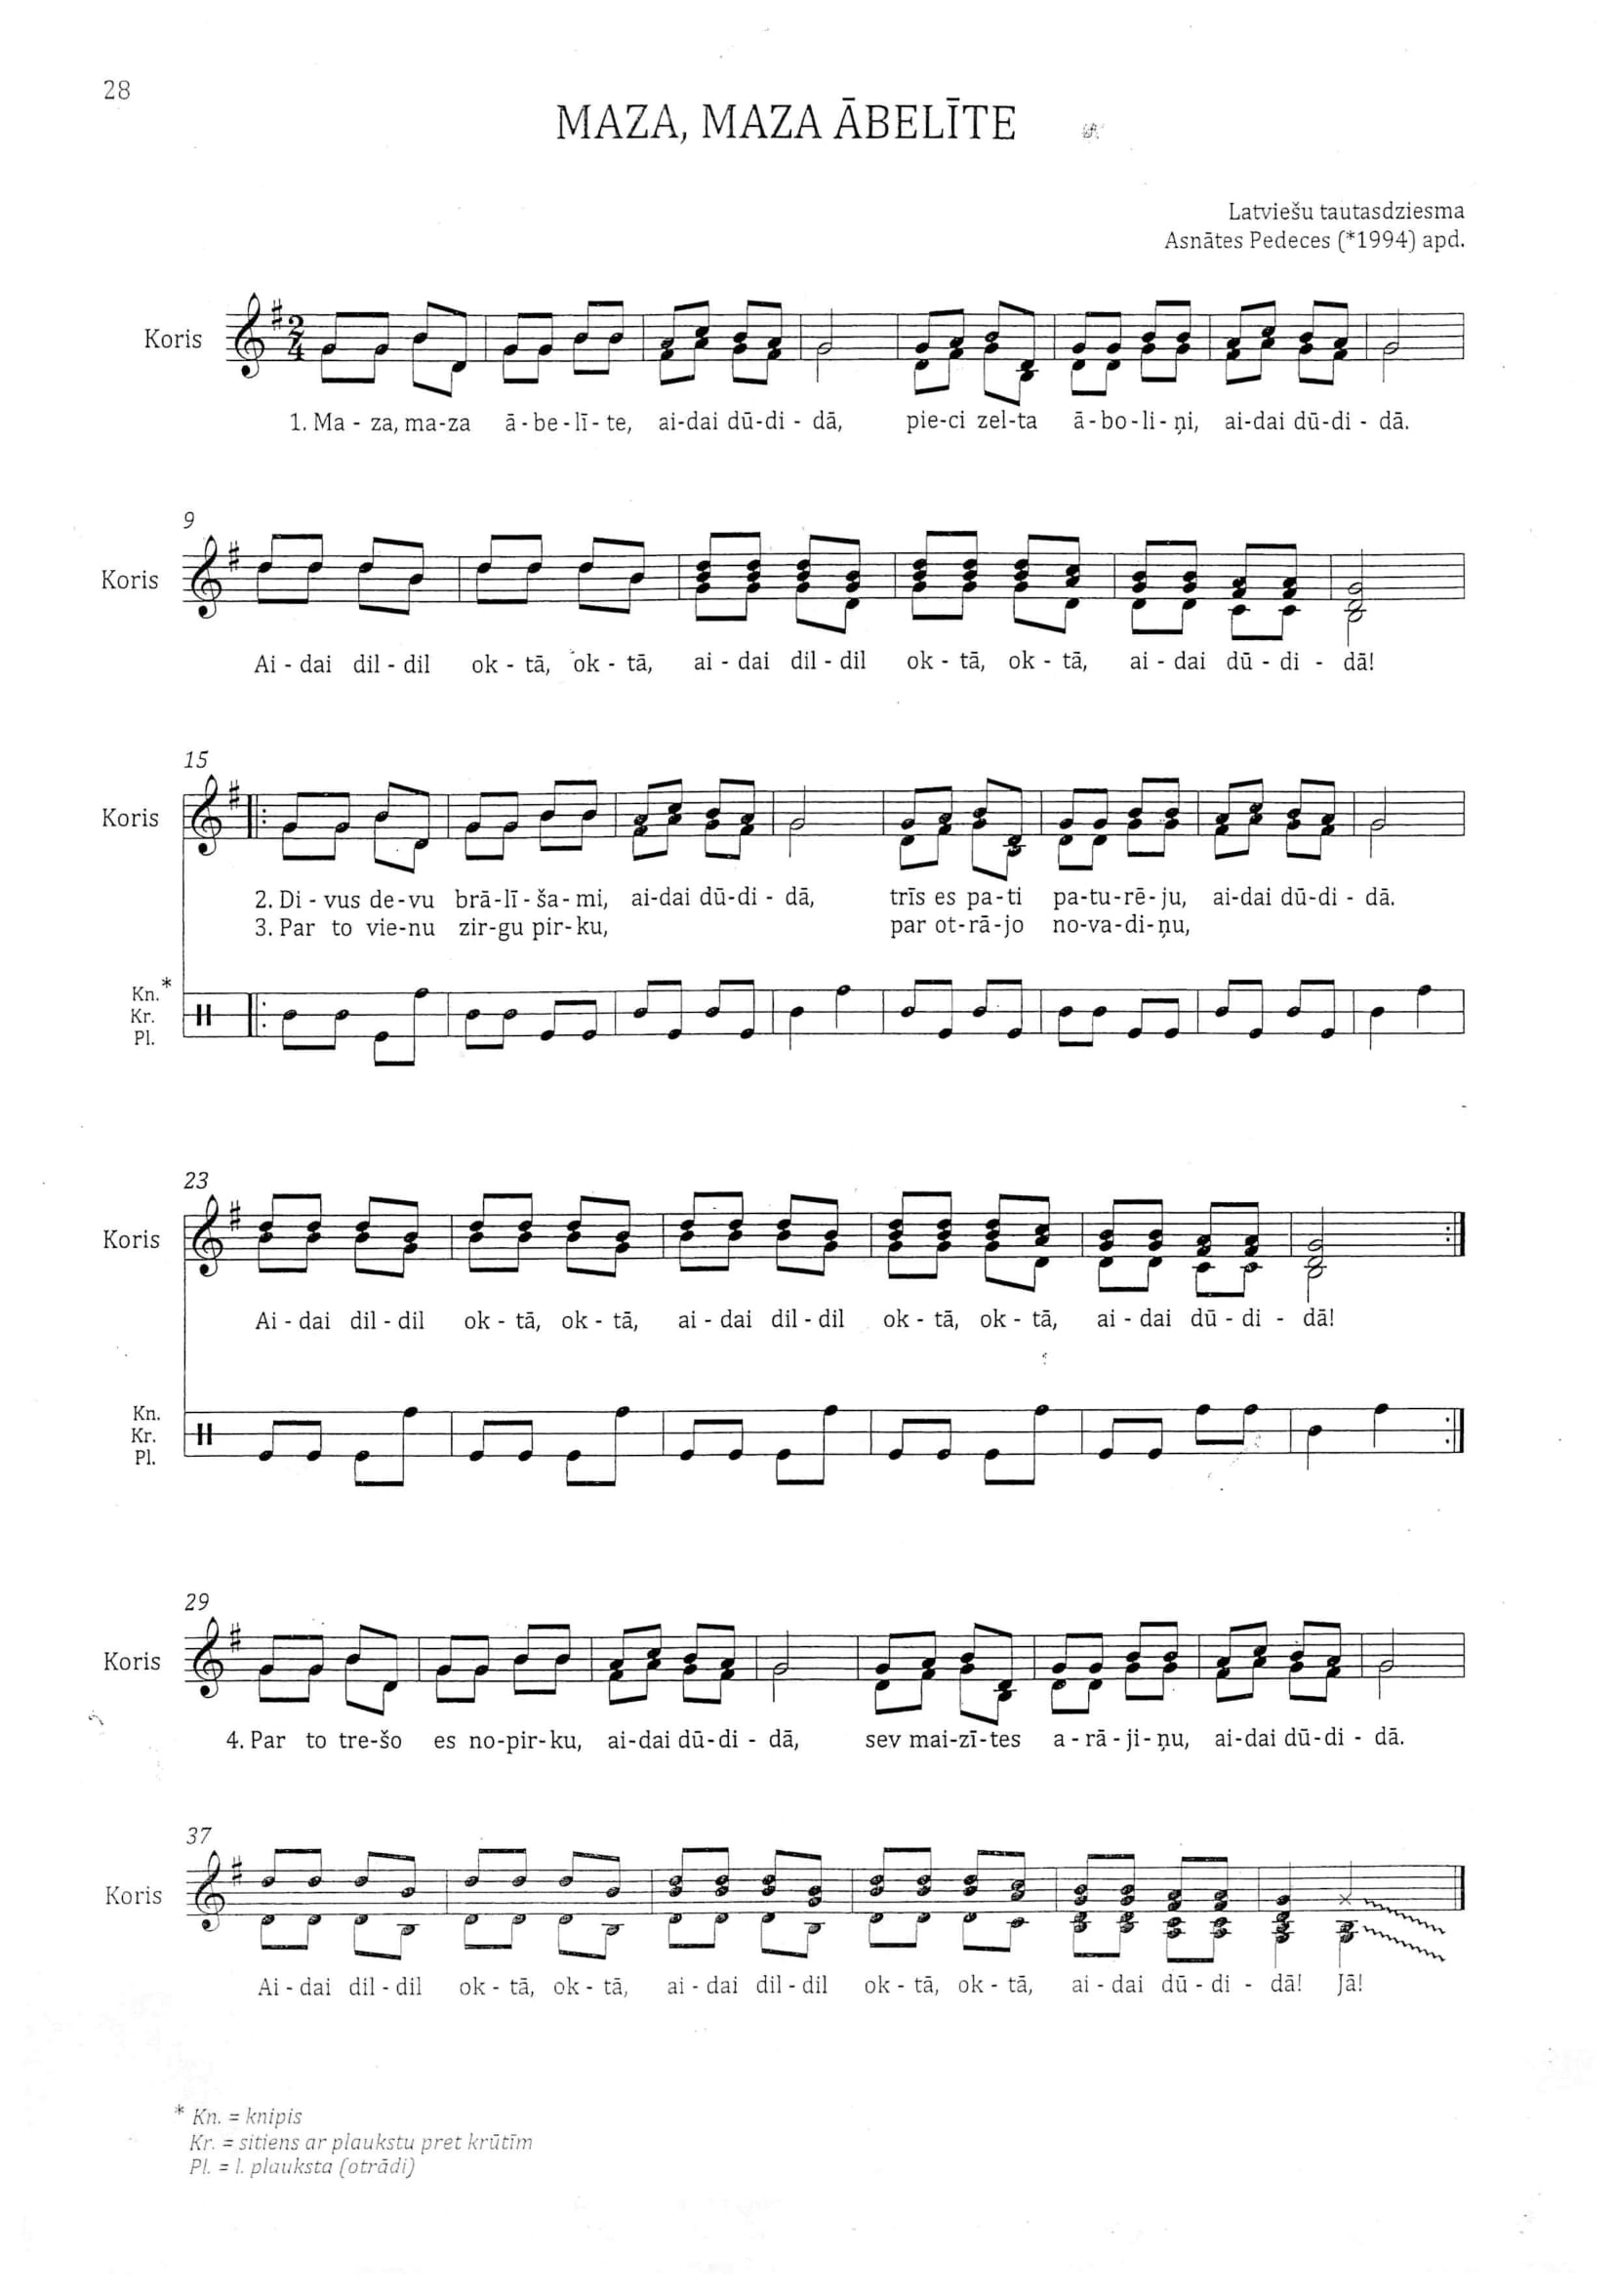 28
MAZA, MAZA ĀBELĪTE
Latviešu tautasdziesma
Asnātes Pedeces (*1994) apd.
Koris
2
4
1. Ma - za, ma-za ā - be - lī - te, ai-dai dū-di - dā, pie-ci zel-ta ā - bo - li - ņi, ai-dai dū-di - dā.
9
Koris
Ai - dai dil - dil ok - tā, ok - tā, ai - dai dil - dil ok - tā, ok - tā, ai - dai dū - di - dā!
15
Koris
2. Di - vus de-vu brā-lī - ša - mi, ai-dai dū-di - dā, trīs es pa-ti pa-tu-rē-ju, ai-dai dū-di - dā.
3. Par to vie-nu zir-gu pir-ku, par ot-rā-jo no-va-di-ņu,
Kn. *
Kr.
Pl.
23
Koris
Ai - dai dil - dil ok - tā, ok - tā, ai - dai dil - dil ok - tā, ok - tā, ai - dai dū - di - dā!
Kn.
Kr.
Pl.
29
Koris
4. Par to tre-šo es no-pir-ku, ai-dai dū-di - dā, sev mai-zī-tes a - rā - ji - ņu, ai-dai dū-di - dā.
37
Koris
Ai - dai dil - dil ok - tā, ok - tā, ai - dai dil - dil ok - tā, ok - tā, ai - dai dū - di - dā! Jā!
* Kn. = knipis
Kr. = sitiens ar plaukstu pret krūtīm
Pl. = l. plauksta (otrādi)